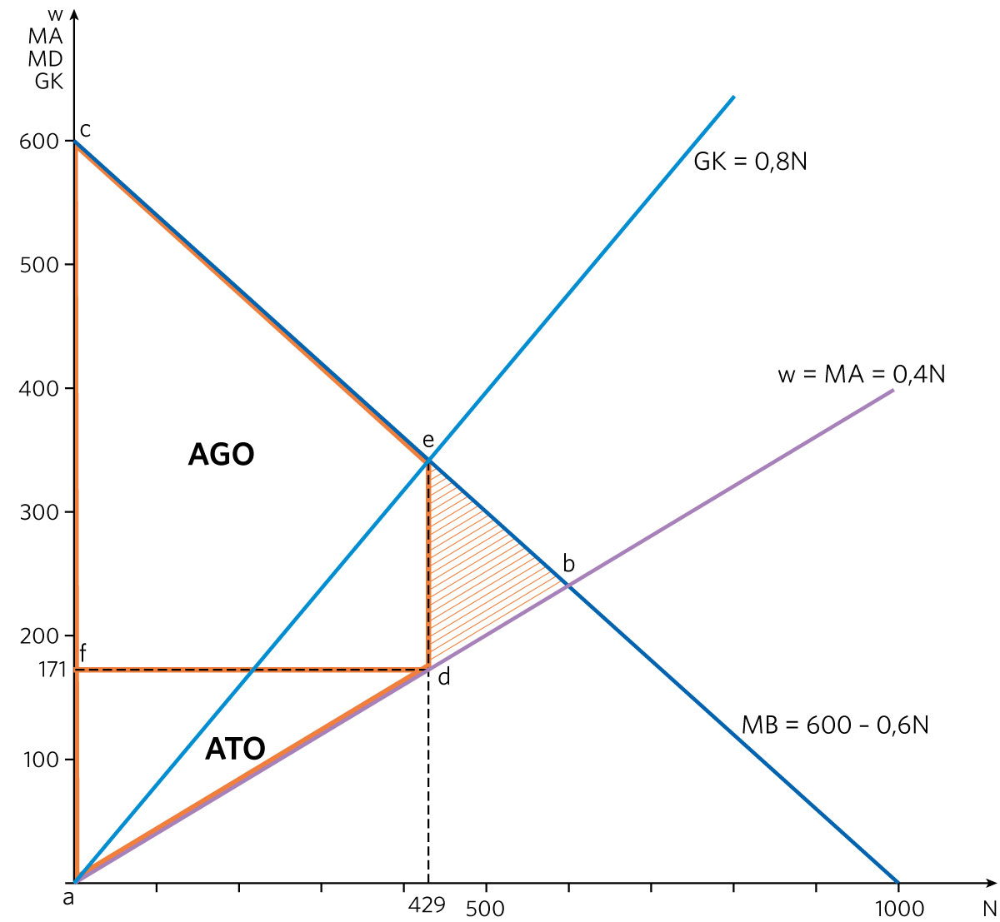 w
MA
MD
GK
600
c
GK = 0,8N
500
400
w = MA = 0,4N
e
AGO
300
b
200
f
171
d
MB = 600 - 0,6N
ATO
100
a
429
500
1000
N